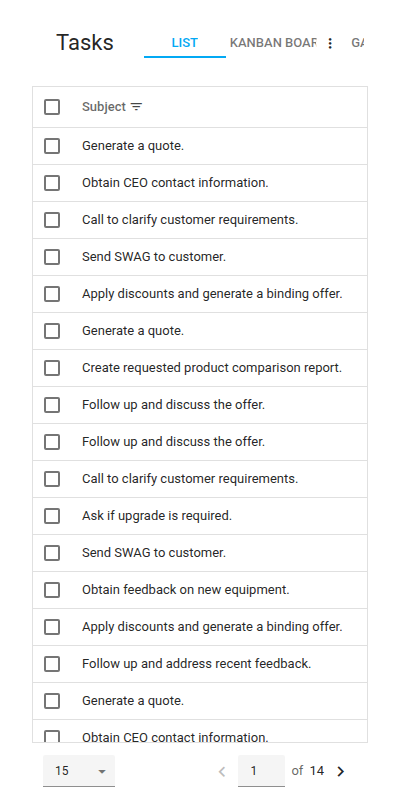 Tasks
LIST
KANBAN BOAR
GA
Subject
Generate a quote.
Obtain CEO contact information.
Call to clarify customer requirements.
Send SWAG to customer.
Apply discounts and generate a binding offer.
Generate a quote.
Create requested product comparison report.
Follow up and discuss the offer.
Follow up and discuss the offer.
Call to clarify customer requirements.
Ask if upgrade is required.
Send SWAG to customer.
Obtain feedback on new equipment.
Apply discounts and generate a binding offer.
Follow up and address recent feedback.
Generate a quote.
Obtain CEO contact information.
15
1 of 14